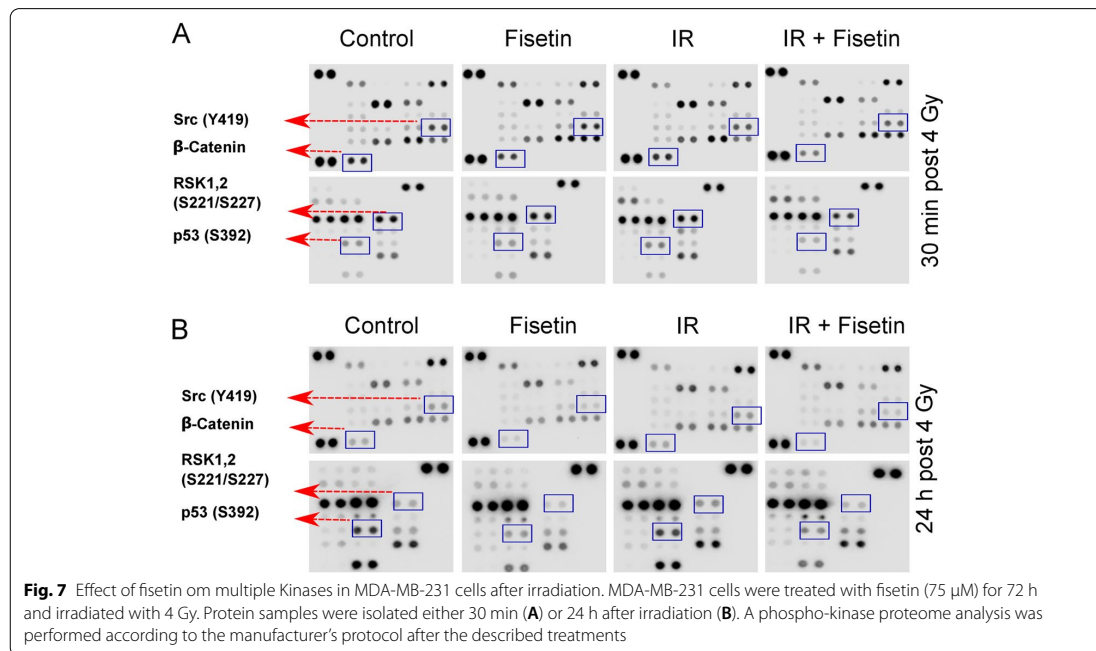 A
Control Fisetin IR IR + Fisetin
Src (Y419)
β-Catenin
RSK1,2
(S221/S227)
p53 (S392)
30 min post 4 Gy
B
Control Fisetin IR IR + Fisetin
Src (Y419)
β-Catenin
RSK1,2
(S221/S227)
p53 (S392)
24 h post 4 Gy
Fig. 7 Effect of fisetin om multiple Kinases in MDA-MB-231 cells after irradiation. MDA-MB-231 cells were treated with fisetin (75 μM) for 72 h
and irradiated with 4 Gy. Protein samples were isolated either 30 min (A) or 24 h after irradiation (B). A phospho-kinase proteome analysis was
performed according to the manufacturer's protocol after the described treatments